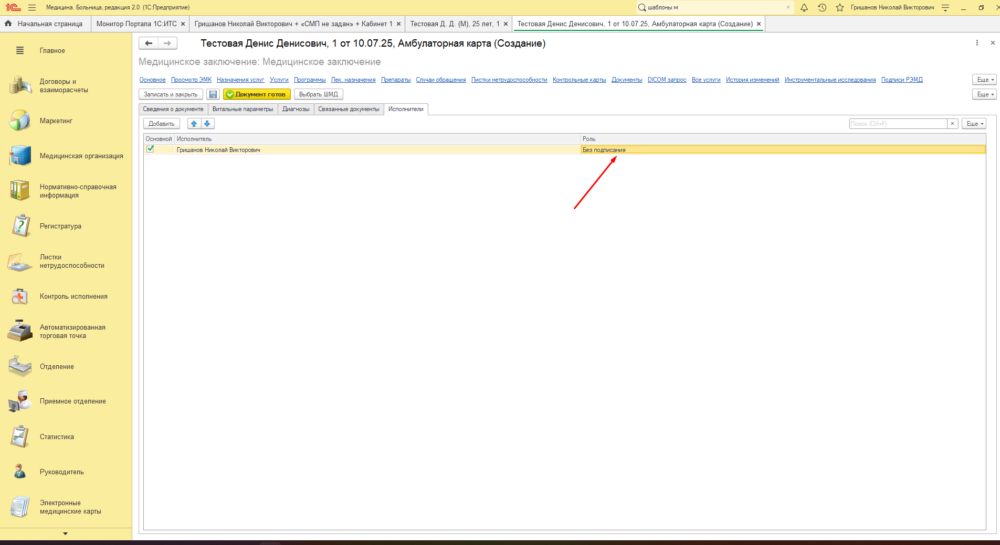 Медицина. Больница, редакция 2.0 (1С:Предприятие)
шаблоны м
Гришанов Николай Викторович
Начальная страница
Монитор Портала 1С:ИТС
Гришанов Николай Викторович + «СМП не задан» + Кабинет 1
Тестовая Д. Д. (М), 25 лет, 1
Тестовая Денис Денисович, 1 от 10.07.25, Амбулаторная карта (Создание)
Главное
Договоры и
взаиморасчеты
Маркетинг
Медицинская организация
Нормативно-справочная
информация
Регистратура
Листки
нетрудоспособности
Контроль исполнения
Автоматизированная
торговая точка
Отделение
Приемное отделение
Статистика
Руководитель
Электронные
медицинские карты
Тестовая Денис Денисович, 1 от 10.07.25, Амбулаторная карта (Создание)
Медицинское заключение: Медицинское заключение
Основное Просмотр ЭМК Назначения услуг Услуги Программы Лек. назначения Препараты Случаи обращения Листки нетрудоспособности Контрольные карты Документы DICOM запрос Все услуги История изменений Инструментальные исследования Подписи РЭМД Еще
Записать и закрыть Документ готов Выбрать ШМД Еще
Сведения о документе Витальные параметры Диагнозы Связанные документы Исполнители
Добавить Поиск (Ctrl+F) Еще
Основной Исполнитель Роль
Гришанов Николай Викторович Без подписания